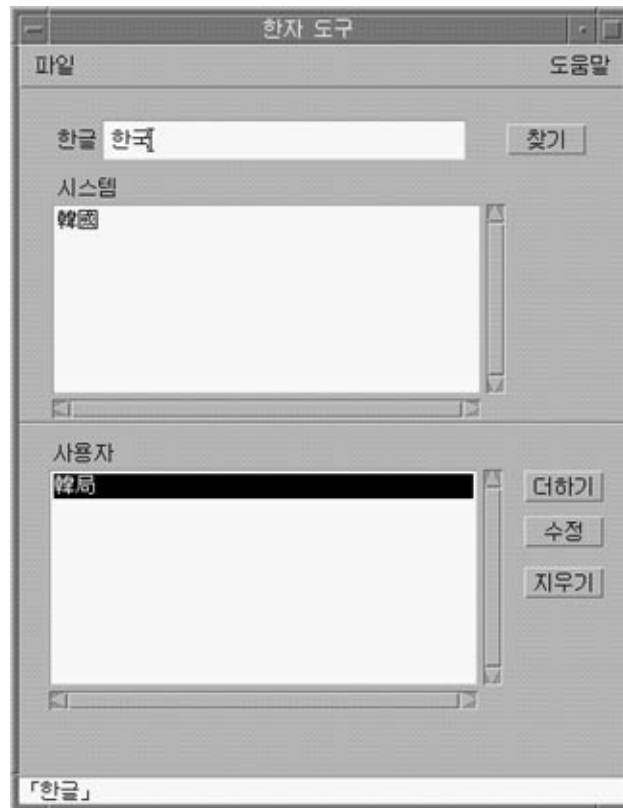 한자 도구
파일 도움말
한글 한국 찾기
시스템
韓國
사용자
韓局
더하기
수정
지우기
「한글」